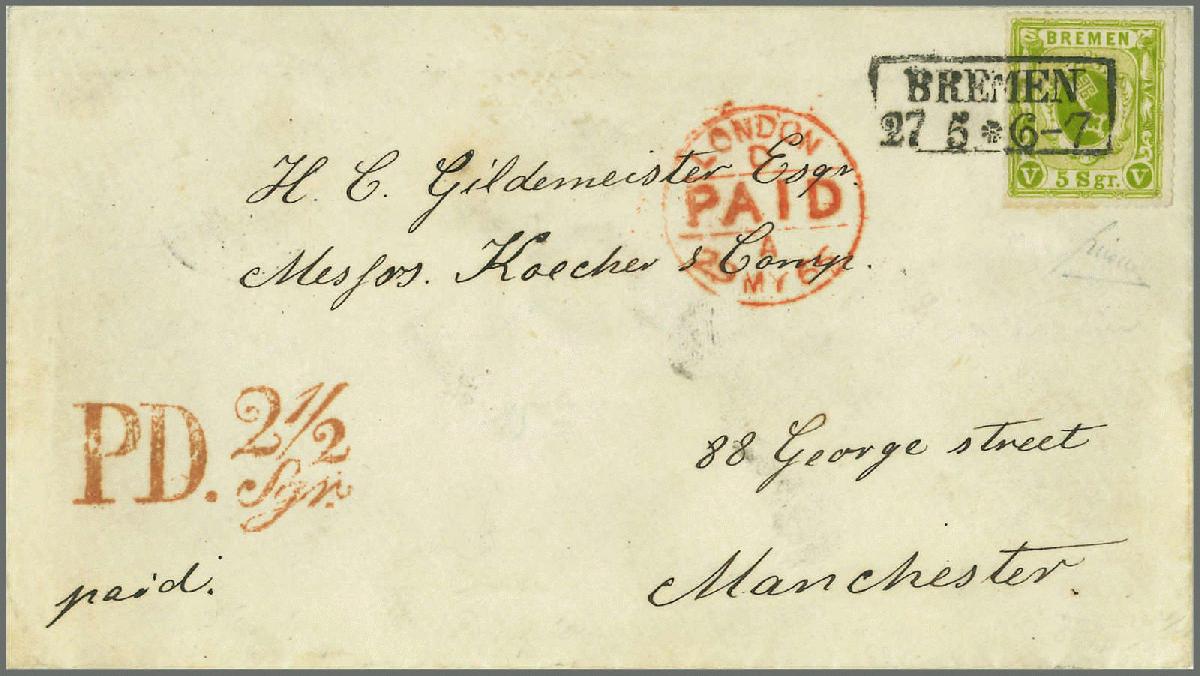 BREMEN
V 5 Sgr. V
BREMEN
27 5 * 6-7
LONDON
D
PAID
A
MY
H. C. Gildemeister Esqr.
Messrs. Koecher & Comp.
PD. 2½
Sgr.
88 George street
Manchester.
paid.